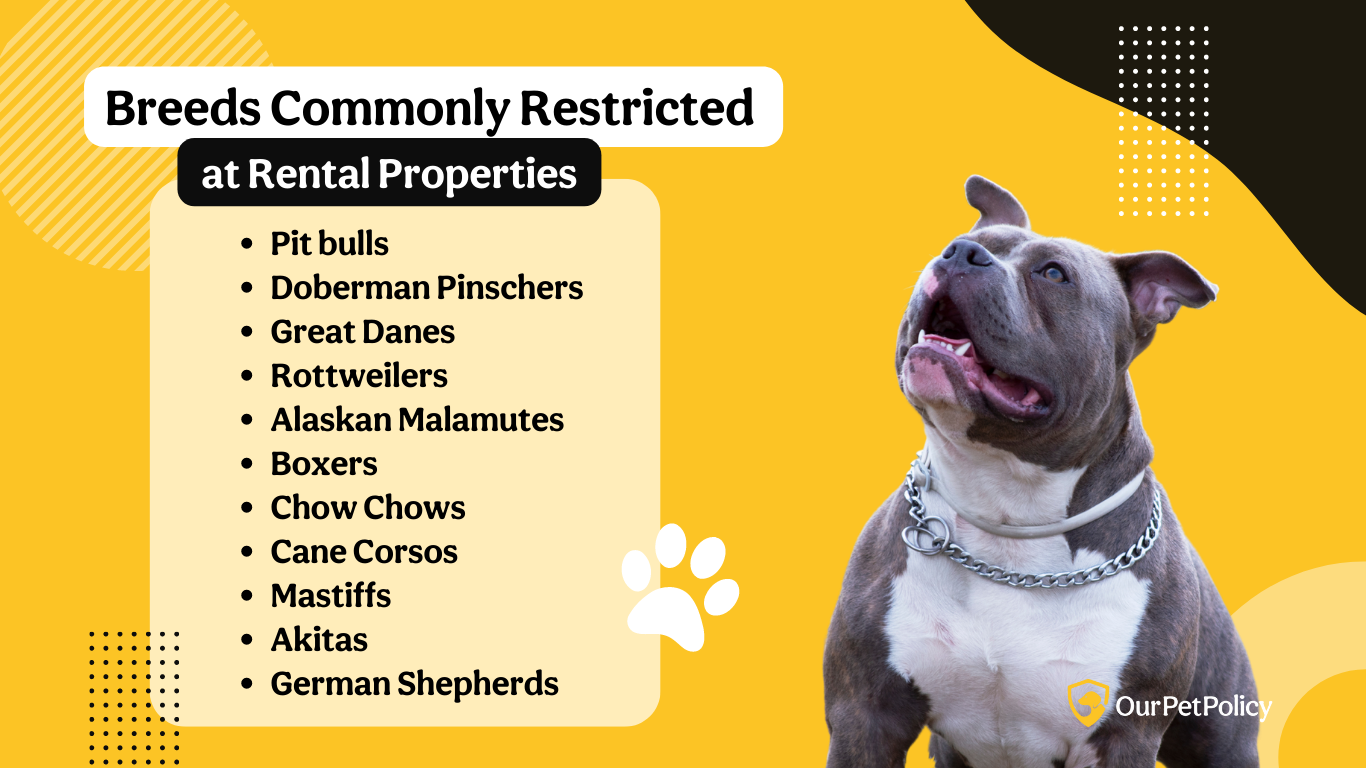 Breeds Commonly Restricted
at Rental Properties
• Pit bulls
• Doberman Pinschers
• Great Danes
• Rottweilers
• Alaskan Malamutes
• Boxers
• Chow Chows
• Cane Corsos
• Mastiffs
• Akitas
• German Shepherds
OurPetPolicy